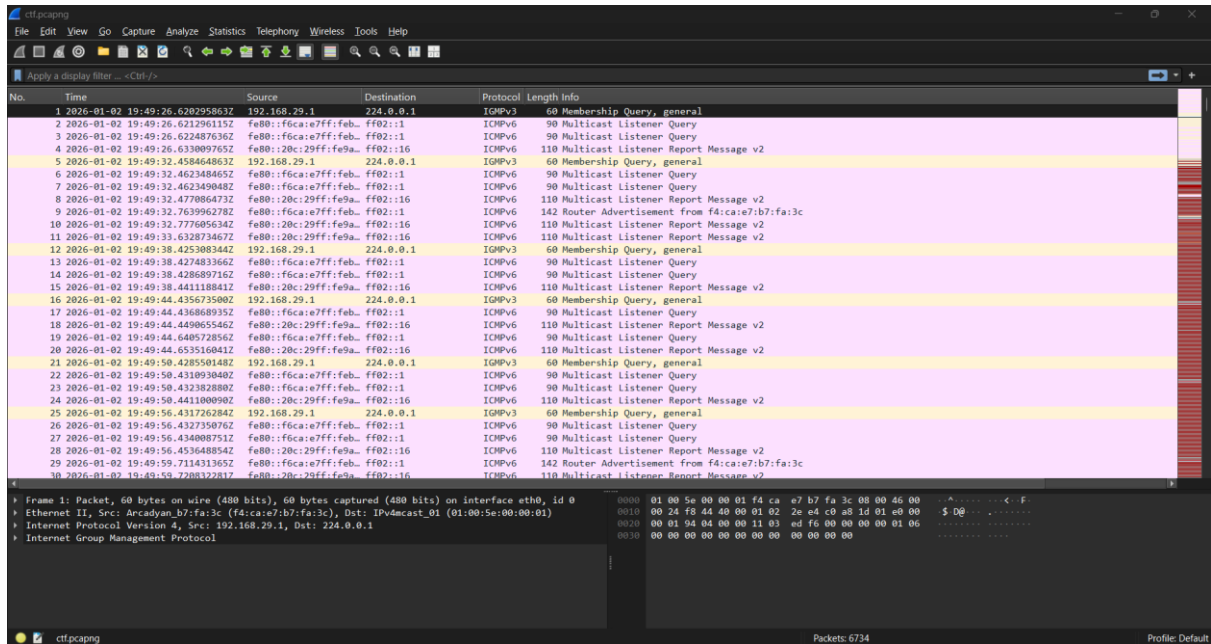 ctf.pcapng
File Edit View Go Capture Analyze Statistics Telephony Wireless Tools Help
Apply a display filter ... <Ctrl-/>
No. Time Source Destination Protocol Length Info
1 2026-01-02 19:49:26.620295863Z 192.168.29.1 224.0.0.1 IGMPv3 60 Membership Query, general
2 2026-01-02 19:49:26.621296115Z fe80::f6ca:e7ff:feb… ff02::1 ICMPv6 90 Multicast Listener Query
3 2026-01-02 19:49:26.622487636Z fe80::f6ca:e7ff:feb… ff02::1 ICMPv6 90 Multicast Listener Query
4 2026-01-02 19:49:26.633009765Z fe80::20c:29ff:fe9a… ff02::16 ICMPv6 110 Multicast Listener Report Message v2
5 2026-01-02 19:49:32.458464863Z 192.168.29.1 224.0.0.1 IGMPv3 60 Membership Query, general
6 2026-01-02 19:49:32.462348465Z fe80::f6ca:e7ff:feb… ff02::1 ICMPv6 90 Multicast Listener Query
7 2026-01-02 19:49:32.462349048Z fe80::f6ca:e7ff:feb… ff02::1 ICMPv6 90 Multicast Listener Query
8 2026-01-02 19:49:32.477086473Z fe80::20c:29ff:fe9a… ff02::16 ICMPv6 110 Multicast Listener Report Message v2
9 2026-01-02 19:49:32.763996278Z fe80::f6ca:e7ff:feb… ff02::1 ICMPv6 142 Router Advertisement from f4:ca:e7:b7:fa:3c
10 2026-01-02 19:49:32.777605634Z fe80::20c:29ff:fe9a… ff02::16 ICMPv6 110 Multicast Listener Report Message v2
11 2026-01-02 19:49:33.632873467Z fe80::20c:29ff:fe9a… ff02::16 ICMPv6 110 Multicast Listener Report Message v2
12 2026-01-02 19:49:38.425308344Z 192.168.29.1 224.0.0.1 IGMPv3 60 Membership Query, general
13 2026-01-02 19:49:38.427483366Z fe80::f6ca:e7ff:feb… ff02::1 ICMPv6 90 Multicast Listener Query
14 2026-01-02 19:49:38.428689716Z fe80::f6ca:e7ff:feb… ff02::1 ICMPv6 90 Multicast Listener Query
15 2026-01-02 19:49:38.441118841Z fe80::20c:29ff:fe9a… ff02::16 ICMPv6 110 Multicast Listener Report Message v2
16 2026-01-02 19:49:44.435673500Z 192.168.29.1 224.0.0.1 IGMPv3 60 Membership Query, general
17 2026-01-02 19:49:44.436868935Z fe80::f6ca:e7ff:feb… ff02::1 ICMPv6 90 Multicast Listener Query
18 2026-01-02 19:49:44.449065546Z fe80::20c:29ff:fe9a… ff02::16 ICMPv6 110 Multicast Listener Report Message v2
19 2026-01-02 19:49:44.640572856Z fe80::f6ca:e7ff:feb… ff02::1 ICMPv6 90 Multicast Listener Query
20 2026-01-02 19:49:44.653516041Z fe80::20c:29ff:fe9a… ff02::16 ICMPv6 110 Multicast Listener Report Message v2
21 2026-01-02 19:49:50.428550148Z 192.168.29.1 224.0.0.1 IGMPv3 60 Membership Query, general
22 2026-01-02 19:49:50.431093040Z fe80::f6ca:e7ff:feb… ff02::1 ICMPv6 90 Multicast Listener Query
23 2026-01-02 19:49:50.432382880Z fe80::f6ca:e7ff:feb… ff02::1 ICMPv6 90 Multicast Listener Query
24 2026-01-02 19:49:50.441100090Z fe80::20c:29ff:fe9a… ff02::16 ICMPv6 110 Multicast Listener Report Message v2
25 2026-01-02 19:49:56.431726284Z 192.168.29.1 224.0.0.1 IGMPv3 60 Membership Query, general
26 2026-01-02 19:49:56.432735076Z fe80::f6ca:e7ff:feb… ff02::1 ICMPv6 90 Multicast Listener Query
27 2026-01-02 19:49:56.434008751Z fe80::f6ca:e7ff:feb… ff02::1 ICMPv6 90 Multicast Listener Query
28 2026-01-02 19:49:56.453648854Z fe80::20c:29ff:fe9a… ff02::16 ICMPv6 110 Multicast Listener Report Message v2
29 2026-01-02 19:49:59.711431365Z fe80::f6ca:e7ff:feb… ff02::1 ICMPv6 142 Router Advertisement from f4:ca:e7:b7:fa:3c
30 2026-01-02 19:49:59.720832281Z fe80::20c:29ff:fe9a… ff02::16 ICMPv6 110 Multicast Listener Report Message v2
Frame 1: Packet, 60 bytes on wire (480 bits), 60 bytes captured (480 bits) on interface eth0, id 0
Ethernet II, Src: Arcadyan_b7:fa:3c (f4:ca:e7:b7:fa:3c), Dst: IPv4mcast_01 (01:00:5e:00:00:01)
Internet Protocol Version 4, Src: 192.168.29.1, Dst: 224.0.0.1
Internet Group Management Protocol
0000 01 00 5e 00 00 01 f4 ca e7 b7 fa 3c 08 00 46 00 ··^····· ···<··F·
0010 00 24 f8 44 40 00 01 02 2e e4 c0 a8 1d 01 e0 00 ·$·D@··· .·······
0020 00 01 94 04 00 00 11 03 ed f6 00 00 00 00 01 06 ········ ········
0030 00 00 00 00 00 00 00 00 00 00 00 00 ········ ····
ctf.pcapng
Packets: 6734
Profile: Default